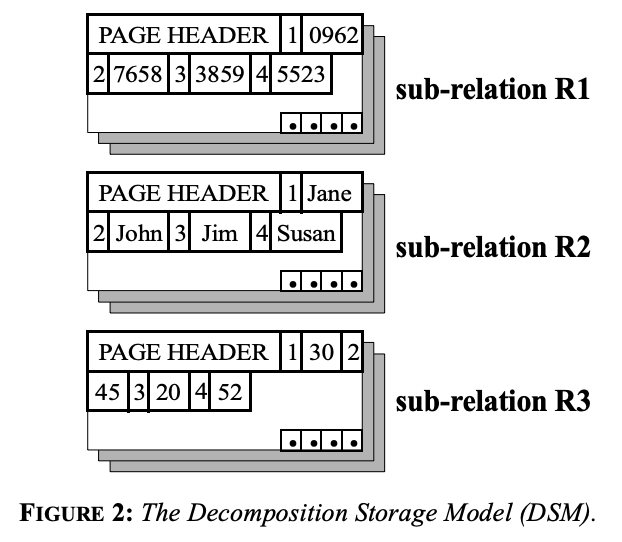 PAGE HEADER 1 0962
2 7658 3 3859 4 5523
sub-relation R1
PAGE HEADER 1 Jane
2 John 3 Jim 4 Susan
sub-relation R2
PAGE HEADER 1 30 2
45 3 20 4 52
sub-relation R3
FIGURE 2: The Decomposition Storage Model (DSM).